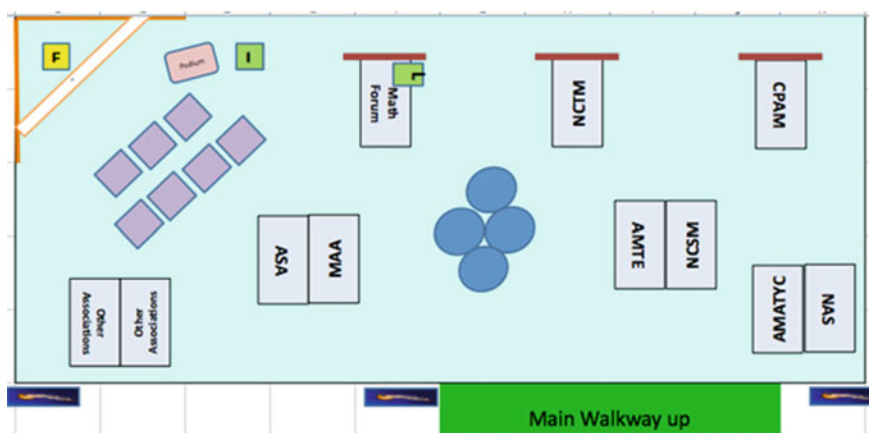 F
Podium
I
L
Math
Forum
NCTM
CPAM
ASA
MAA
AMTE
NCSM
AMATYC
NAS
Other
Associations
Other
Associations
Main Walkway up